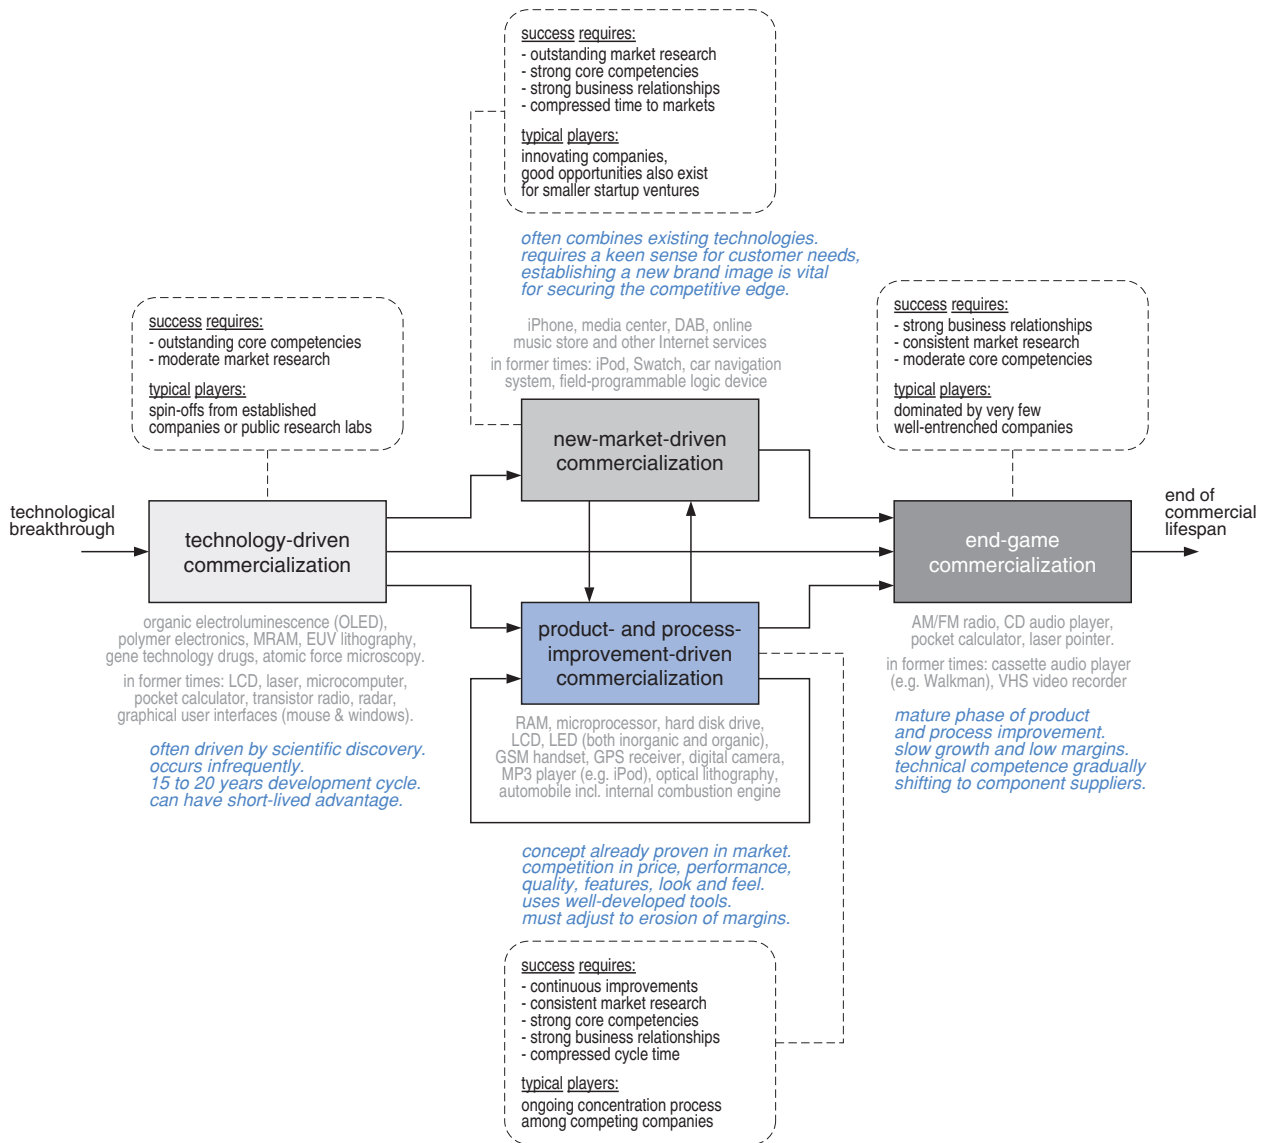 success requires:
- outstanding market research
- strong core competencies
- strong business relationships
- compressed time to markets
typical players:
innovating companies,
good opportunities also exist
for smaller startup ventures
often combines existing technologies.
requires a keen sense for customer needs,
establishing a new brand image is vital
for securing the competitive edge.
iPhone, media center, DAB, online
music store and other Internet services
in former times: iPod, Swatch, car navigation
system, field-programmable logic device
new-market-driven
commercialization
success requires:
- outstanding core competencies
- moderate market research
typical players:
spin-offs from established
companies or public research labs
technological
breakthrough
technology-driven
commercialization
organic electroluminescence (OLED),
polymer electronics, MRAM, EUV lithography,
gene technology drugs, atomic force microscopy.
in former times: LCD, laser, microcomputer,
pocket calculator, transistor radio, radar,
graphical user interfaces (mouse & windows).
often driven by scientific discovery.
occurs infrequently.
15 to 20 years development cycle.
can have short-lived advantage.
product- and process-
improvement-driven
commercialization
RAM, microprocessor, hard disk drive,
LCD, LED (both inorganic and organic),
GSM handset, GPS receiver, digital camera,
MP3 player (e.g. iPod), optical lithography,
automobile incl. internal combustion engine
concept already proven in market.
competition in price, performance,
quality, features, look and feel.
uses well-developed tools.
must adjust to erosion of margins.
success requires:
- continuous improvements
- consistent market research
- strong core competencies
- strong business relationships
- compressed cycle time
typical players:
ongoing concentration process
among competing companies
success requires:
- strong business relationships
- consistent market research
- moderate core competencies
typical players:
dominated by very few
well-entrenched companies
end-game
commercialization
end of
commercial
lifespan
AM/FM radio, CD audio player,
pocket calculator, laser pointer.
in former times: cassette audio player
(e.g. Walkman), VHS video recorder
mature phase of product
and process improvement.
slow growth and low margins.
technical competence gradually
shifting to component suppliers.